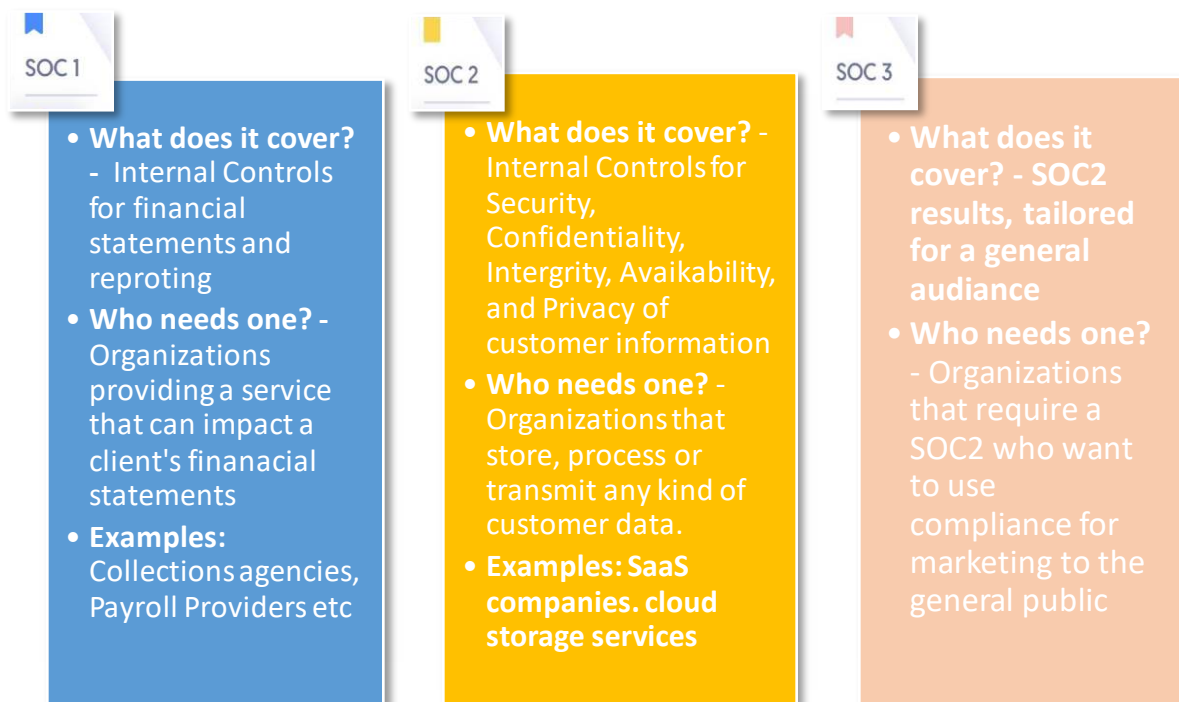 SOC 1
• What does it cover?
- Internal Controls
for financial
statements and
reproting
• Who needs one? -
Organizations
providing a service
that can impact a
client's finanacial
statements
• Examples:
Collections agencies,
Payroll Providers etc
SOC 2
• What does it cover? -
Internal Controls for
Security,
Confidentiality,
Intergrity, Avaikability,
and Privacy of
customer information
• Who needs one? -
Organizations that
store, process or
transmit any kind of
customer data.
• Examples: SaaS
companies. cloud
storage services
SOC 3
• What does it
cover? - SOC2
results, tailored
for a general
audiance
• Who needs one?
- Organizations
that require a
SOC2 who want
to use
compliance for
marketing to the
general public